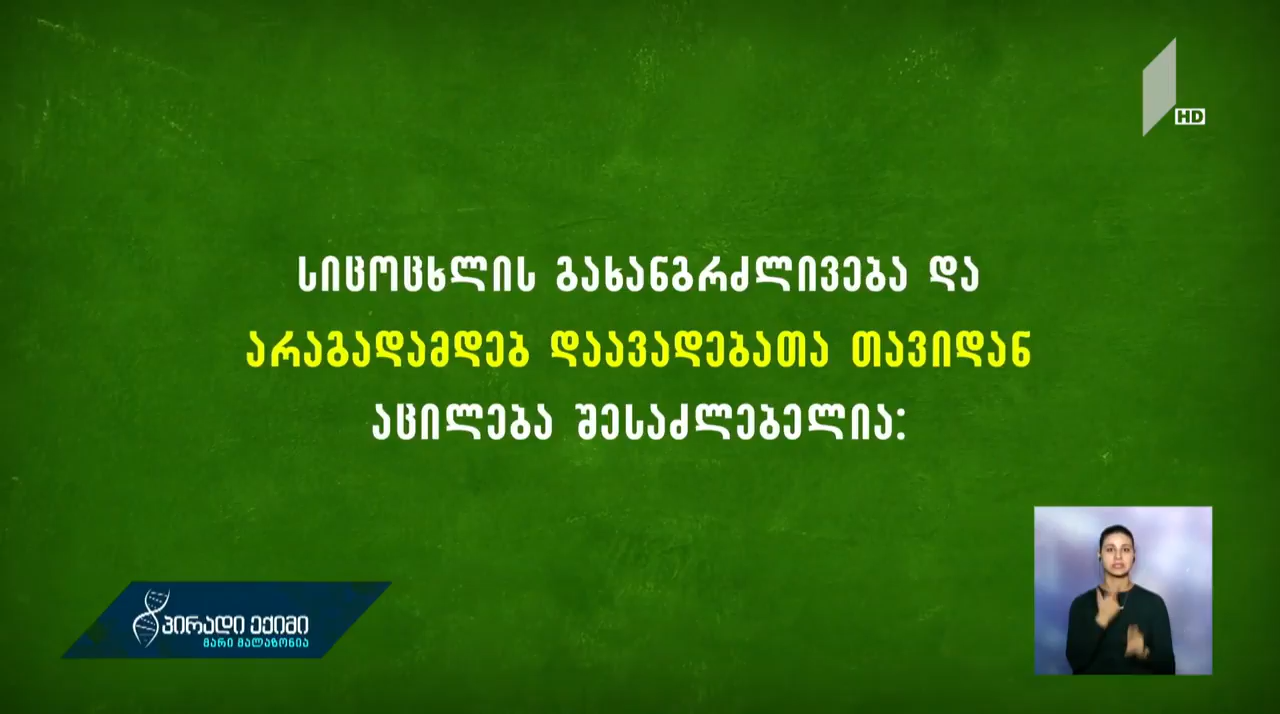 HD
სიცოცხლის გახანგრძლივება და
არაგადამდებ დაავადებათა თავიდან
აცილება შესაძლებელია:
პირადი ექიმი
მარი მალაზონია